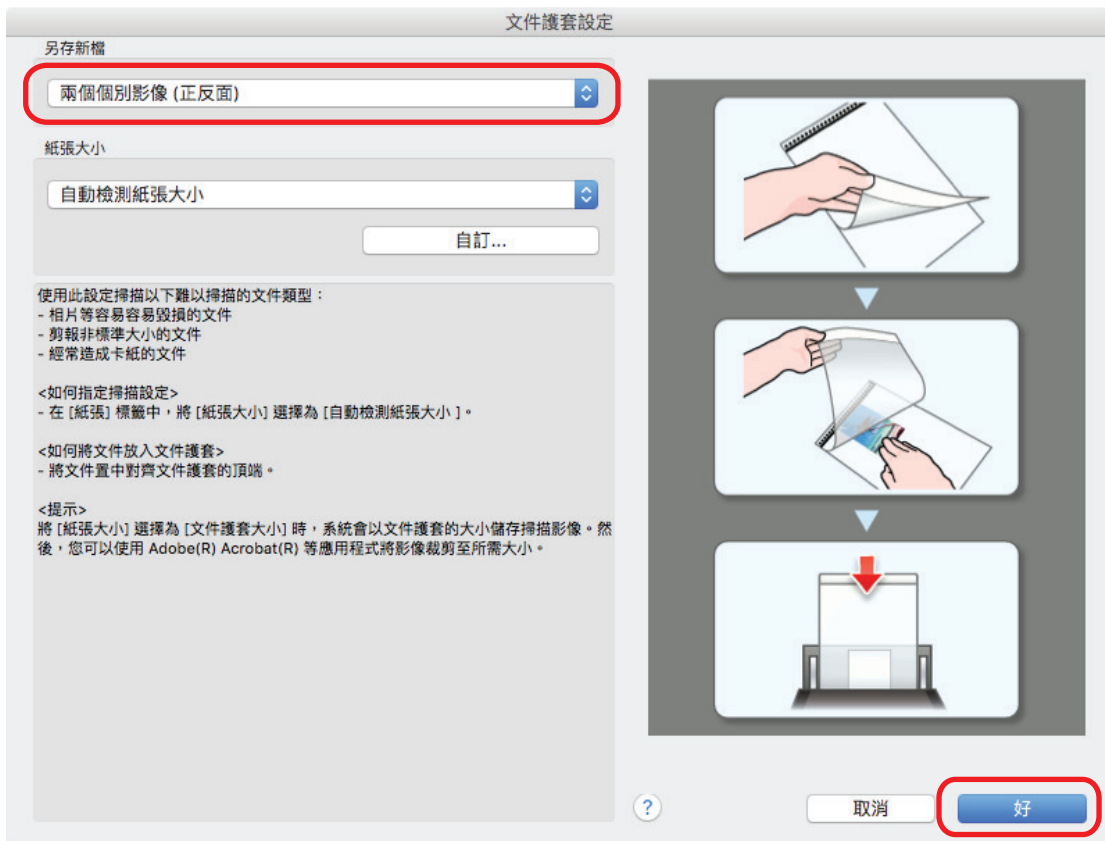 文件護套設定
另存新檔
兩個個別影像 (正反面)
紙張大小
自動檢測紙張大小
自訂...
使用此設定掃描以下難以掃描的文件類型：
- 相片等容易容易毀損的文件
- 剪報非標準大小的文件
- 經常造成卡紙的文件
<如何指定掃描設定>
- 在 [紙張] 標籤中，將 [紙張大小] 選擇為 [自動檢測紙張大小 ]。
<如何將文件放入文件護套>
- 將文件置中對齊文件護套的頂端。
<提示>
將 [紙張大小] 選擇為 [文件護套大小] 時，系統會以文件護套的大小儲存掃描影像。然
後，您可以使用 Adobe(R) Acrobat(R) 等應用程式將影像裁剪至所需大小。
?
取消
好